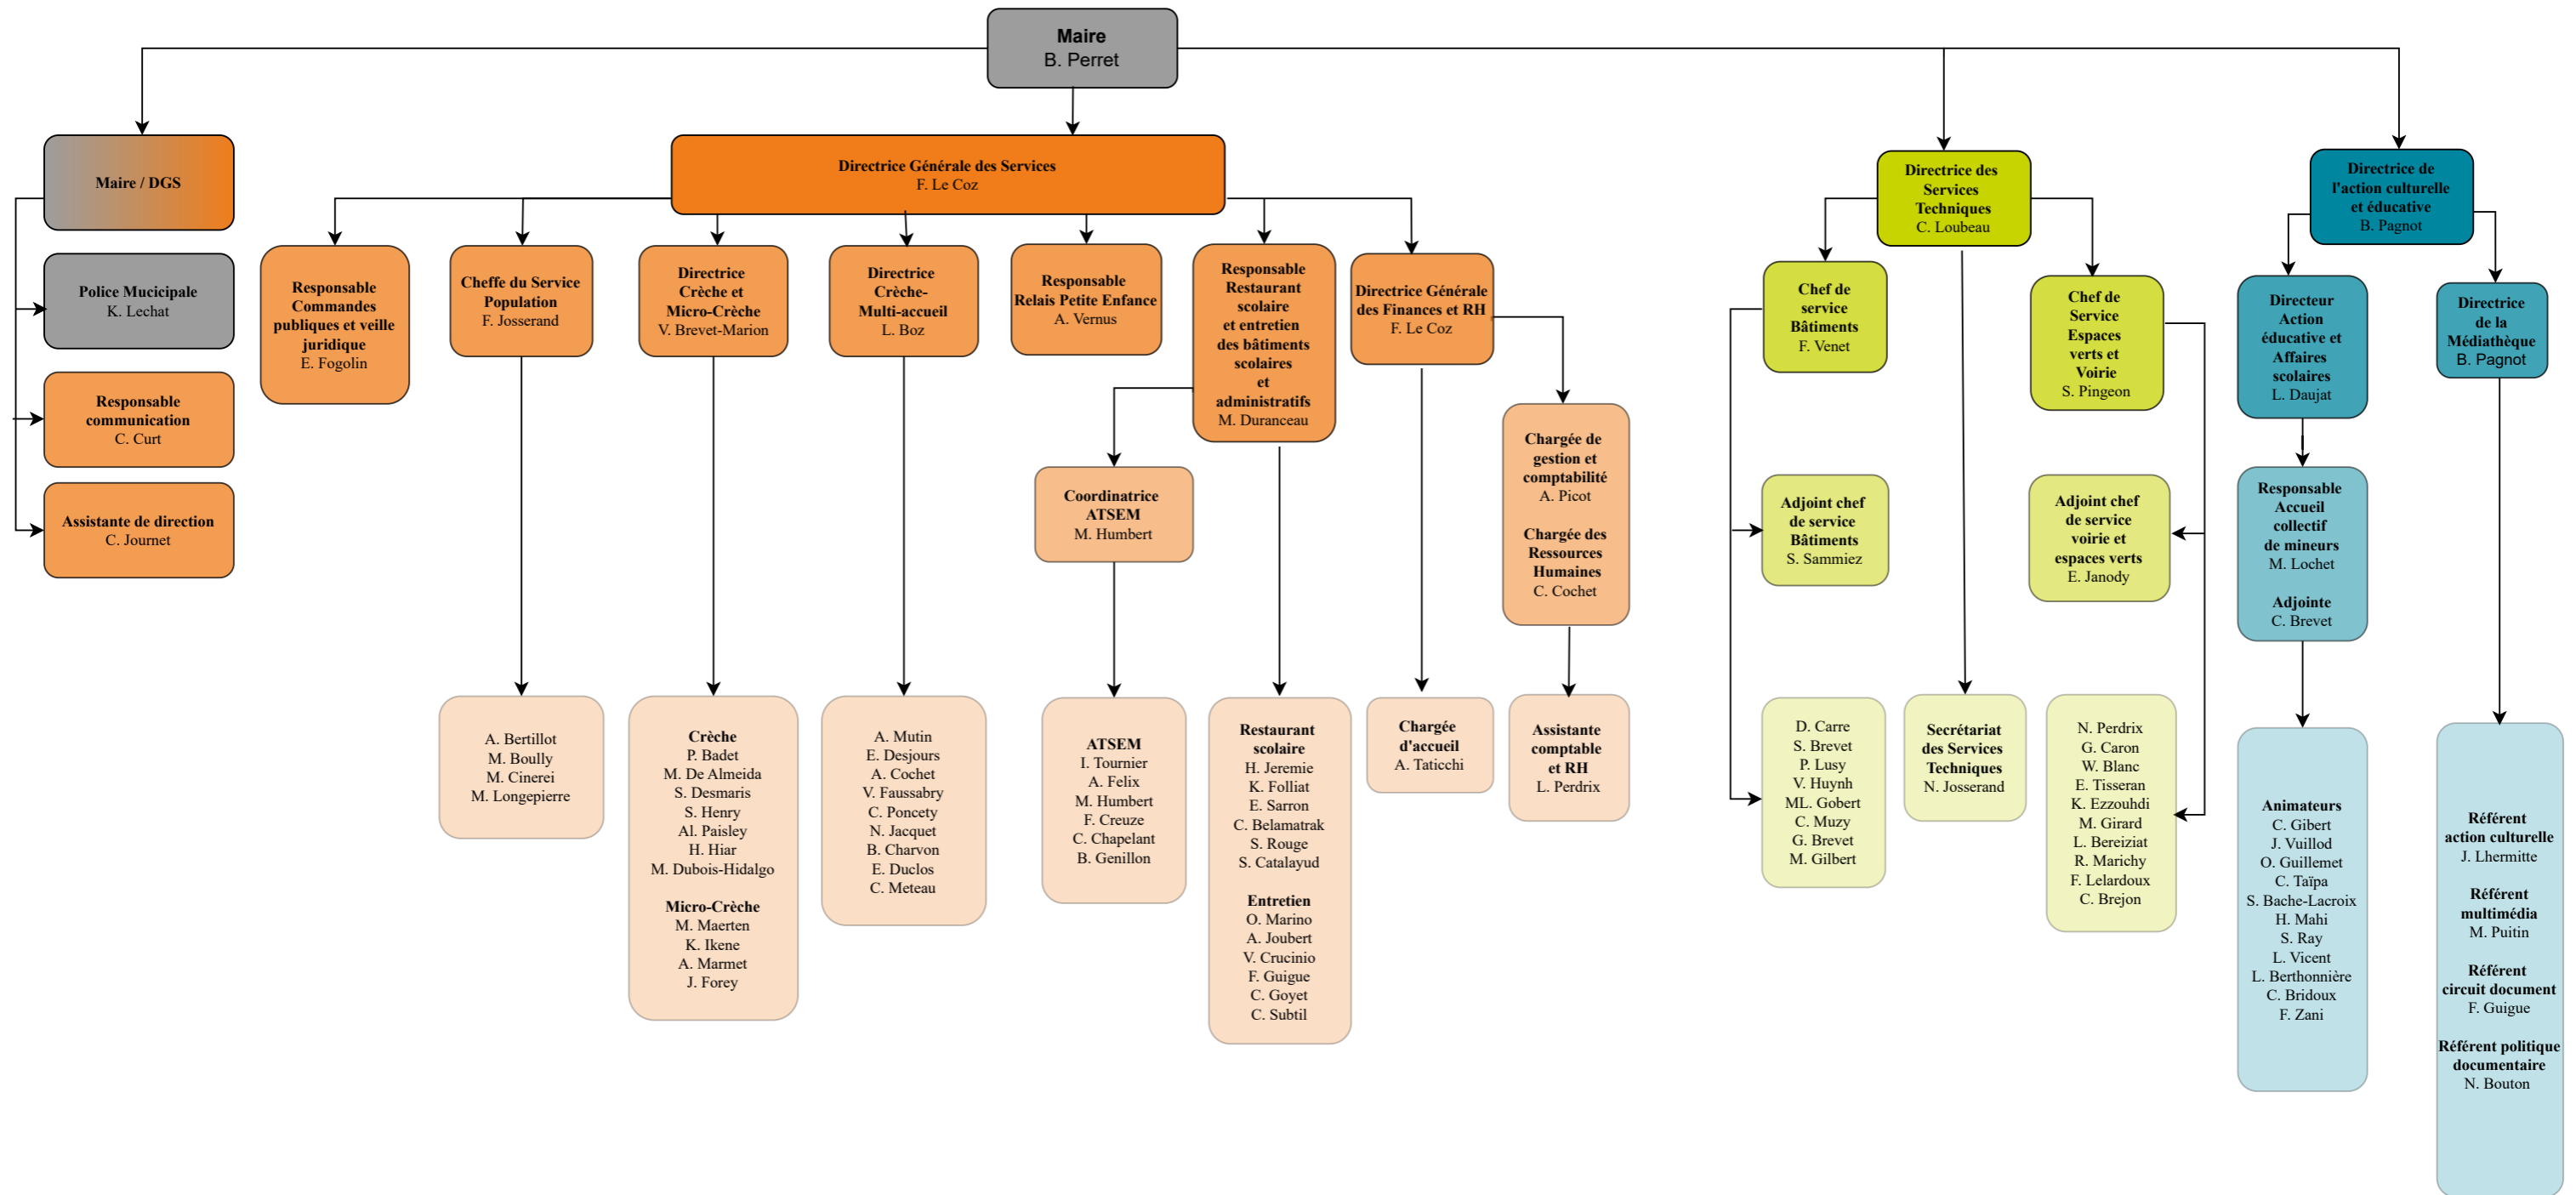 Maire
B. Perret
Maire / DGS
Police Mucicipale
K. Lechat
Responsable
communication
C. Curt
Assistante de direction
C. Journet
Directrice Générale des Services
F. Le Coz
Responsable
Commandes
publiques et veille
juridique
E. Fogolin
Cheffe du Service
Population
F. Josserand
Directrice
Crèche et
Micro-Crèche
V. Brevet-Marion
Directrice
Crèche-
Multi-accueil
L. Boz
Responsable
Relais Petite Enfance
A. Vernus
Responsable
Restaurant
scolaire
et entretien
des bâtiments
scolaires
et
administratifs
M. Duranceau
Directrice Générale
des Finances et RH
F. Le Coz
Coordinatrice
ATSEM
M. Humbert
Chargée de
gestion et
comptabilité
A. Picot
Chargée des
Ressources
Humaines
C. Cochet
A. Bertillot
M. Boully
M. Cinerei
M. Longepierre
Crèche
P. Badet
M. De Almeida
S. Desmaris
S. Henry
Al. Paisley
H. Hiar
M. Dubois-Hidalgo
Micro-Crèche
M. Maerten
K. Ikene
A. Marmet
J. Forey
A. Mutin
E. Desjours
A. Cochet
V. Faussabry
C. Poncety
N. Jacquet
B. Charvon
E. Duclos
C. Meteau
ATSEM
I. Tournier
A. Felix
M. Humbert
F. Creuze
C. Chapelant
B. Genillon
Restaurant
scolaire
H. Jeremie
K. Folliat
E. Sarron
C. Belamatrak
S. Rouge
S. Catalayud
Entretien
O. Marino
A. Joubert
V. Crucinio
F. Guigue
C. Goyet
C. Subtil
Chargée
d'accueil
A. Taticchi
Assistante
comptable
et RH
L. Perdrix
Directrice des
Services
Techniques
C. Loubeau
Chef de
service
Bâtiments
F. Venet
Chef de
Service
Espaces
verts et
Voirie
S. Pingeon
Adjoint chef
de service
Bâtiments
S. Sammiez
Adjoint chef
de service
voirie et
espaces verts
E. Janody
D. Carre
S. Brevet
P. Lusy
V. Huynh
ML. Gobert
C. Muzy
G. Brevet
M. Gilbert
Secrétariat
des Services
Techniques
N. Josserand
N. Perdrix
G. Caron
W. Blanc
E. Tisseran
K. Ezzouhdi
M. Girard
L. Bereiziat
R. Marichy
F. Lelardoux
C. Brejon
Directrice de
l'action culturelle
et éducative
B. Pagnot
Directeur
Action
éducative et
Affaires
scolaires
L. Daujat
Directrice
de la
Médiathèque
B. Pagnot
Responsable
Accueil
collectif
de mineurs
M. Lochet
Adjointe
C. Brevet
Animateurs
C. Gibert
J. Vuillod
O. Guillemet
C. Taïpa
S. Bache-Lacroix
H. Mahi
S. Ray
L. Vicent
L. Berthonnière
C. Bridoux
F. Zani
Référent
action culturelle
J. Lhermitte
Référent
multimédia
M. Puitin
Référent
circuit document
F. Guigue
Référent politique
documentaire
N. Bouton